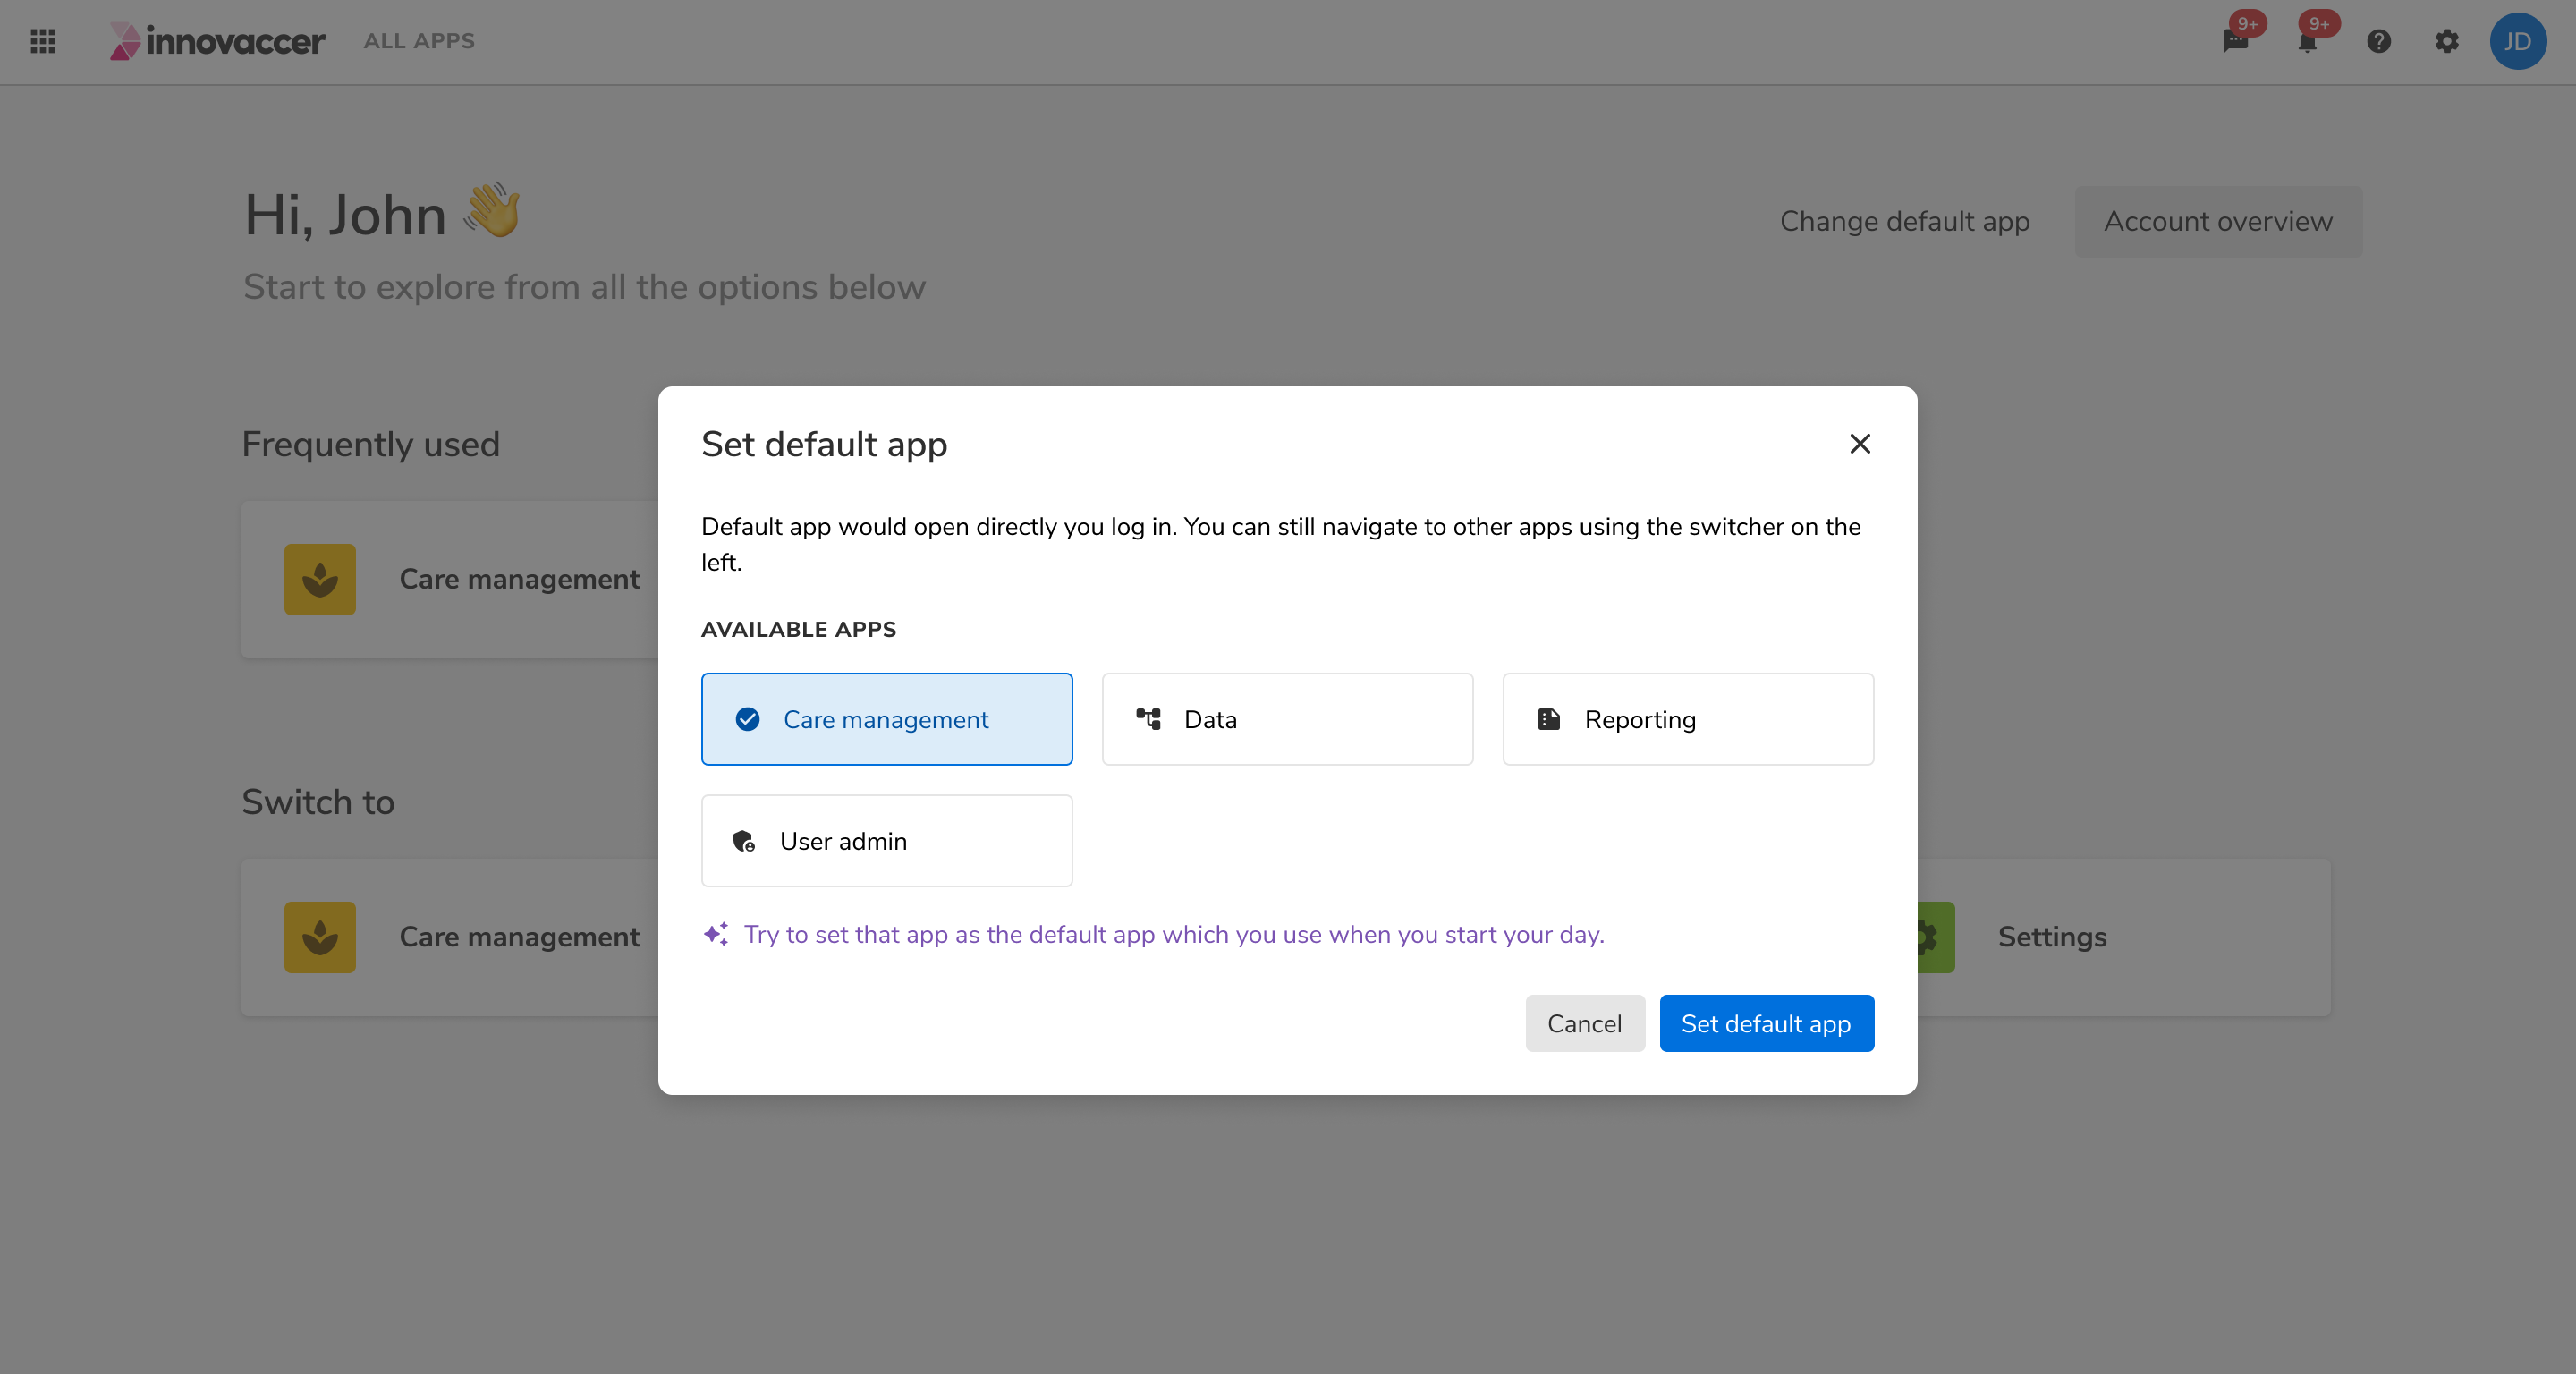 innovaccer
ALL APPS
9+
9+
JD
Hi, John 👋
Start to explore from all the options below
Change default app
Account overview
Frequently used
Care management
Set default app
Default app would open directly you log in. You can still navigate to other apps using the switcher on the
left.
AVAILABLE APPS
Care management
Data
Reporting
User admin
Try to set that app as the default app which you use when you start your day.
Cancel
Set default app
Switch to
Care management
Settings